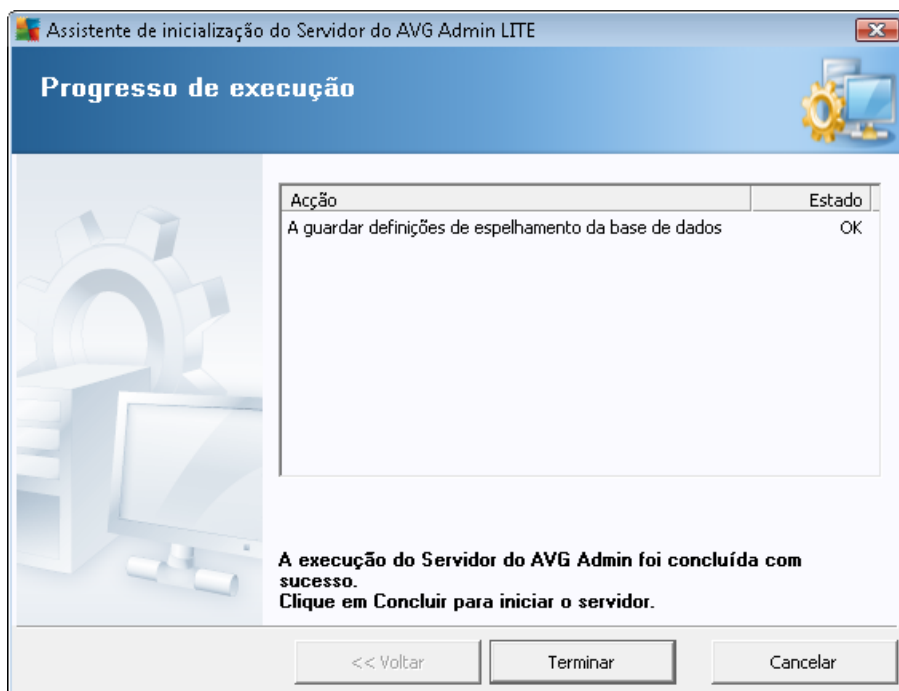 Assistente de inicialização do Servidor do AVG Admin LITE
Progresso de execução
Acção Estado
A guardar definições de espelhamento da base de dados OK
A execução do Servidor do AVG Admin foi concluída com
sucesso.
Clique em Concluir para iniciar o servidor.
<< Voltar Terminar Cancelar